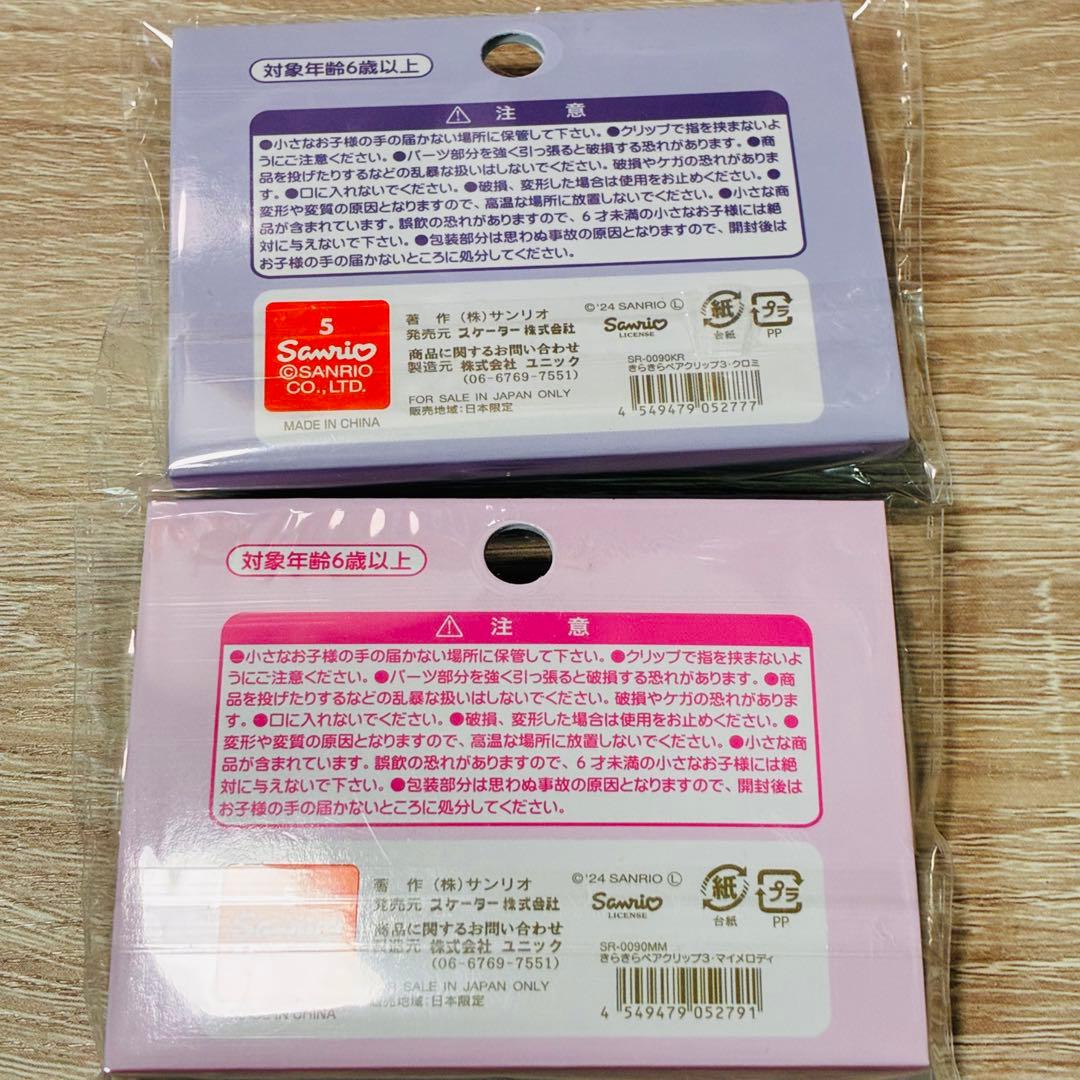 対象年齢6歳以上
⚠ 注 意
●小さなお子様の手の届かない場所に保管して下さい。●クリップで指を挟まないよ
うにご注意ください。●パーツ部分を強く引っ張ると破損する恐れがあります。●商
品を投げたりするなどの乱暴な扱いはしないでください。破損やケガの恐れがありま
す。●口に入れないでください。●破損、変形した場合は使用をお止めください。●
変形や変質の原因となりますので、高温な場所に放置しないでください。●小さな商
品が含まれています。誤飲の恐れがありますので、6才未満の小さなお子様には絶
対に与えないで下さい。●包装部分は思わぬ事故の原因となりますので、開封後は
お子様の手の届かないところに処分してください。
5
Sanrio
©SANRIO
CO., LTD.
MADE IN CHINA
著 作 (株)サンリオ
発売元 スケーター株式会社
商品に関するお問い合わせ
製造元 株式会社 ユニック
(06-6769-7551)
FOR SALE IN JAPAN ONLY
販売地域:日本限定
©'24 SANRIO Ⓛ
Sanrio
LICENSE
紙
台紙
プラ
PP
SR-0090KR
きらきらペアクリップ3・クロミ
4 549479 052777
対象年齢6歳以上
⚠ 注 意
●小さなお子様の手の届かない場所に保管して下さい。●クリップで指を挟まないよ
うにご注意ください。●パーツ部分を強く引っ張ると破損する恐れがあります。●商
品を投げたりするなどの乱暴な扱いはしないでください。破損やケガの恐れがありま
す。●口に入れないでください。●破損、変形した場合は使用をお止めください。●
変形や変質の原因となりますので、高温な場所に放置しないでください。●小さな商
品が含まれています。誤飲の恐れがありますので、6才未満の小さなお子様には絶
対に与えないで下さい。●包装部分は思わぬ事故の原因となりますので、開封後は
お子様の手の届かないところに処分してください。
MADE IN CHINA
著 作 (株)サンリオ
発売元 スケーター株式会社
商品に関するお問い合わせ
製造元 株式会社 ユニック
(06-6769-7551)
SALE IN JAPAN ONLY
販売地域:日本限定
©'24 SANRIO Ⓛ
Sanrio
LICENSE
紙
台紙
プラ
PP
SR-0090MM
きらきらペアクリップ3・マイメロディ
4 549479 052791